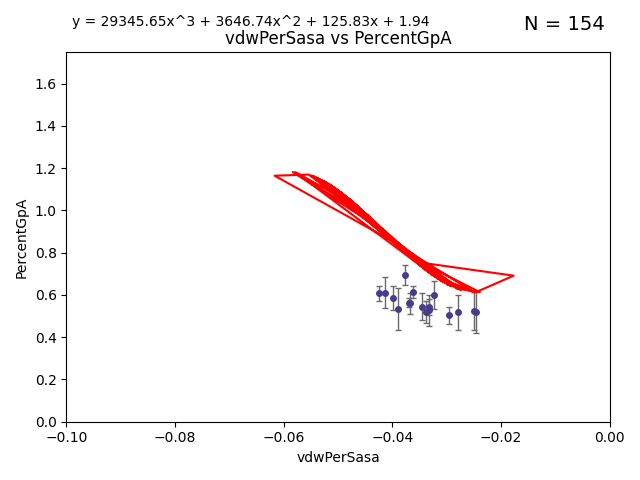 y = 29345.65x^3 + 3646.74x^2 + 125.83x + 1.94
N = 154
vdwPerSasa vs PercentGpA
PercentGpA
1.6
1.4
1.2
1.0
0.8
0.6
0.4
0.2
0.0
−0.10 −0.08 −0.06 −0.04 −0.02 0.00
vdwPerSasa